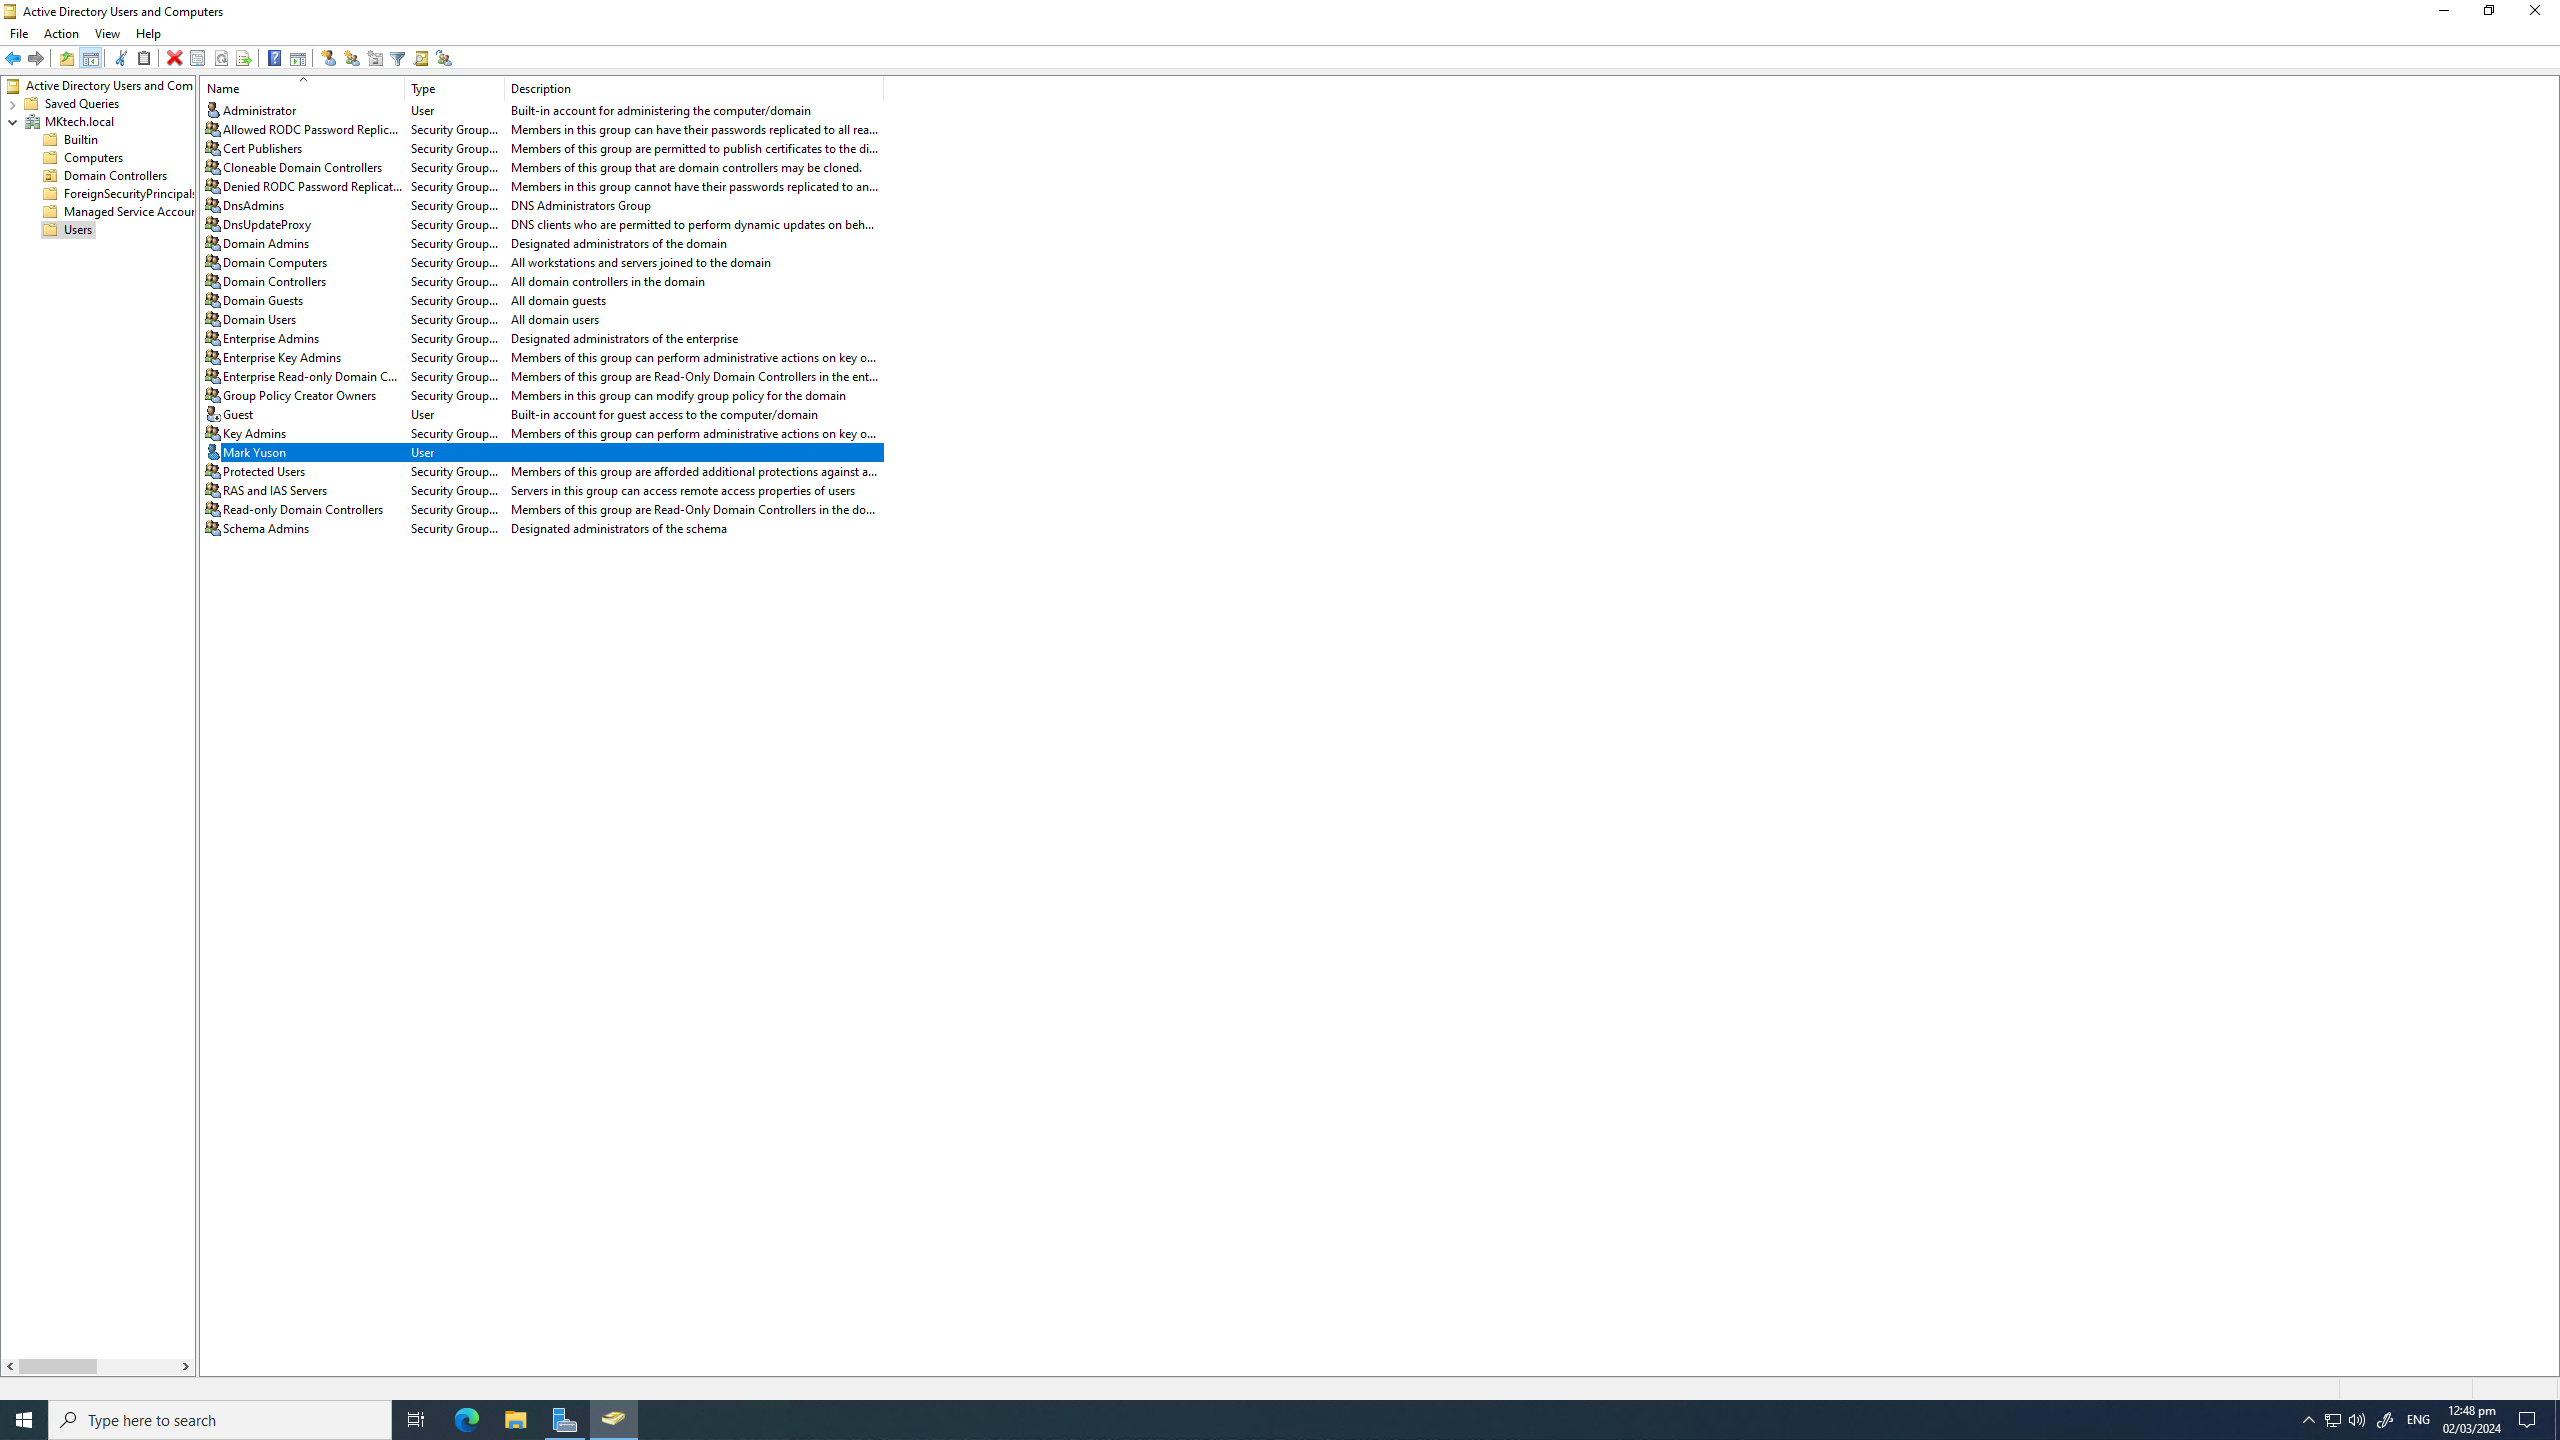 Active Directory Users and Computers
File Action View Help
Active Directory Users and Com
Saved Queries
MKtech.local
Builtin
Computers
Domain Controllers
ForeignSecurityPrincipals
Managed Service Accour
Users
Name Type Description
Administrator User Built-in account for administering the computer/domain
Allowed RODC Password Replic... Security Group... Members in this group can have their passwords replicated to all rea...
Cert Publishers Security Group... Members of this group are permitted to publish certificates to the di...
Cloneable Domain Controllers Security Group... Members of this group that are domain controllers may be cloned.
Denied RODC Password Replicat... Security Group... Members in this group cannot have their passwords replicated to an...
DnsAdmins Security Group... DNS Administrators Group
DnsUpdateProxy Security Group... DNS clients who are permitted to perform dynamic updates on beh...
Domain Admins Security Group... Designated administrators of the domain
Domain Computers Security Group... All workstations and servers joined to the domain
Domain Controllers Security Group... All domain controllers in the domain
Domain Guests Security Group... All domain guests
Domain Users Security Group... All domain users
Enterprise Admins Security Group... Designated administrators of the enterprise
Enterprise Key Admins Security Group... Members of this group can perform administrative actions on key o...
Enterprise Read-only Domain C... Security Group... Members of this group are Read-Only Domain Controllers in the ent...
Group Policy Creator Owners Security Group... Members in this group can modify group policy for the domain
Guest User Built-in account for guest access to the computer/domain
Key Admins Security Group... Members of this group can perform administrative actions on key o...
Mark Yuson User
Protected Users Security Group... Members of this group are afforded additional protections against a...
RAS and IAS Servers Security Group... Servers in this group can access remote access properties of users
Read-only Domain Controllers Security Group... Members of this group are Read-Only Domain Controllers in the do...
Schema Admins Security Group... Designated administrators of the schema
Type here to search
ENG
12:48 pm
02/03/2024